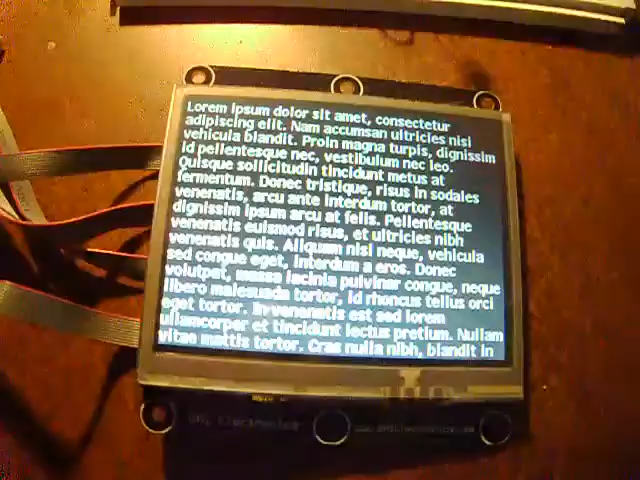 Lorem ipsum dolor sit amet, consectetur
adipiscing elit. Nam accumsan ultricies nisi
vehicula blandit. Proin magna turpis, dignissim
id pellentesque nec, vestibulum nec leo.
Quisque sollicitudin tincidunt metus at
fermentum. Donec tristique, risus in sodales
venenatis, arcu ante interdum tortor, at
dignissim ipsum arcu at felis. Pellentesque
venenatis euismod risus, et ultricies nibh
venenatis quis. Aliquam nisi neque, vehicula
sed congue eget, interdum a eros. Donec
volutpat, massa lacinia pulvinar congue, neque
libero malesuada tortor, id rhoncus tellus orci
eget tortor. In venenatis est sed lorem
ullamcorper et tincidunt lectus pretium. Nullam
vitae mattis tortor. Cras nulla nibh, blandit in
GHI Electronics